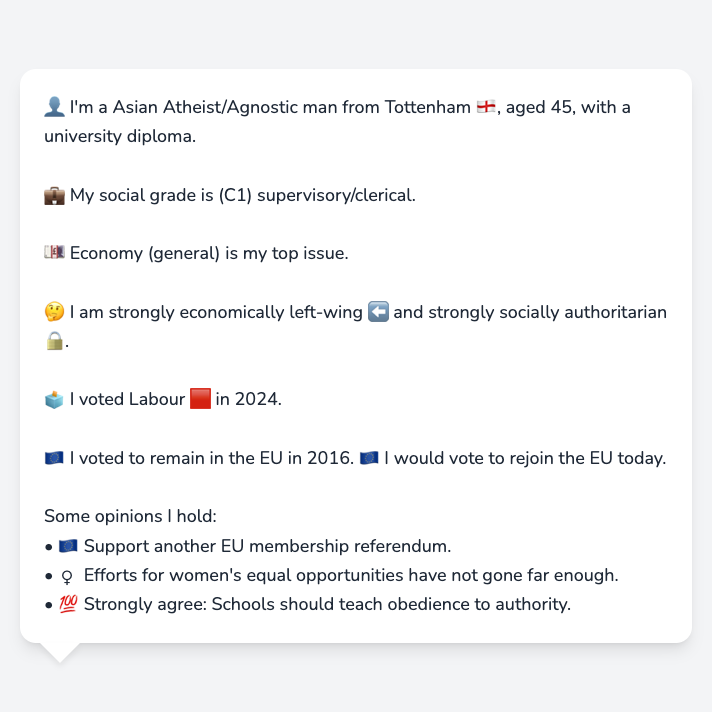 👤 I'm a Asian Atheist/Agnostic man from Tottenham 🏴󠁧󠁢󠁥󠁮󠁧󠁿, aged 45, with a
university diploma.
💼 My social grade is (C1) supervisory/clerical.
💷 Economy (general) is my top issue.
🤔 I am strongly economically left-wing ⬅️ and strongly socially authoritarian
🔒.
🗳️ I voted Labour 🟥 in 2024.
🇪🇺 I voted to remain in the EU in 2016. 🇪🇺 I would vote to rejoin the EU today.
Some opinions I hold:
• 🇪🇺 Support another EU membership referendum.
• ♀ Efforts for women's equal opportunities have not gone far enough.
• 💯 Strongly agree: Schools should teach obedience to authority.